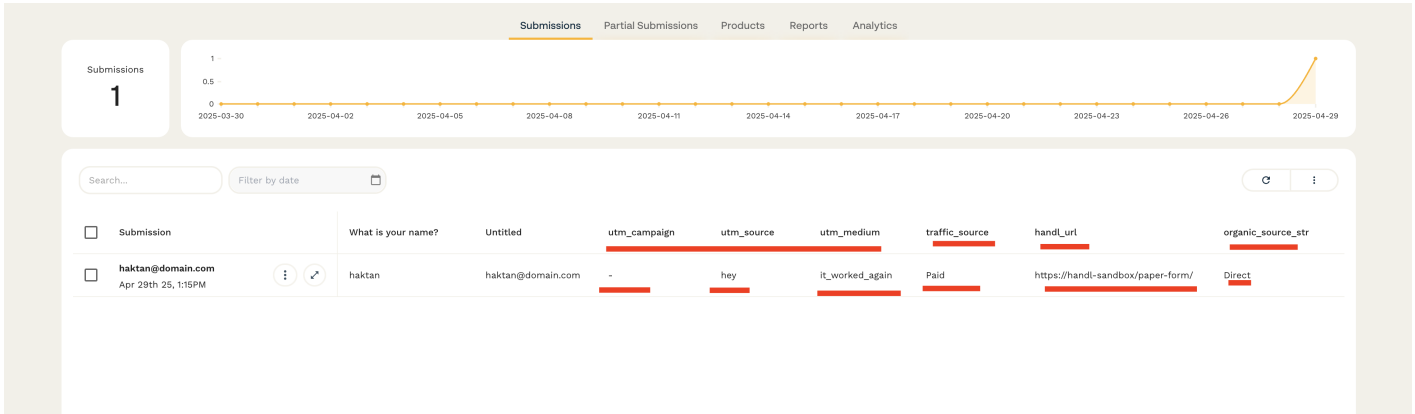 Submissions Partial Submissions Products Reports Analytics
Submissions
1
1
0.5
0
2025-03-30 2025-04-02 2025-04-05 2025-04-08 2025-04-11 2025-04-14 2025-04-17 2025-04-20 2025-04-23 2025-04-26 2025-04-29
Search... Filter by date
Submission What is your name? Untitled utm_campaign utm_source utm_medium traffic_source handl_url organic_source_str
haktan@domain.com haktan haktan@domain.com - hey it_worked_again Paid https://handl-sandbox/paper-form/ Direct
Apr 29th 25, 1:15PM